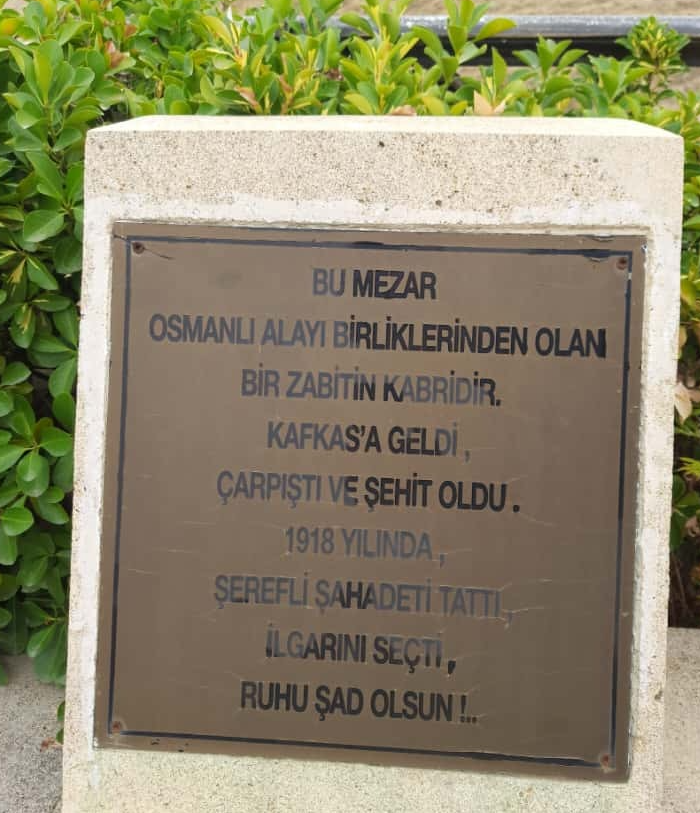 BU MEZAR
OSMANLI ALAYI BİRLİKLERİNDEN OLAN
BİR ZABİTİN KABRİDİR.
KAFKAS'A GELDİ,
ÇARPIŞTI VE ŞEHİT OLDU.
1918 YILINDA,
ŞEREFLİ ŞAHADETİ TATTI,
İLGARINI SEÇTİ,
RUHU ŞAD OLSUN!..